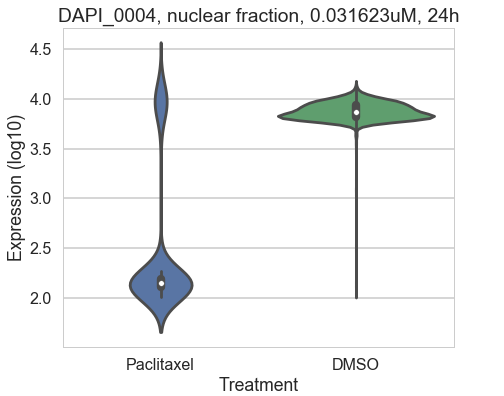 DAPI_0004, nuclear fraction, 0.031623uM, 24h
Expression (log10)
4.5
4.0
3.5
3.0
2.5
2.0
Paclitaxel DMSO
Treatment